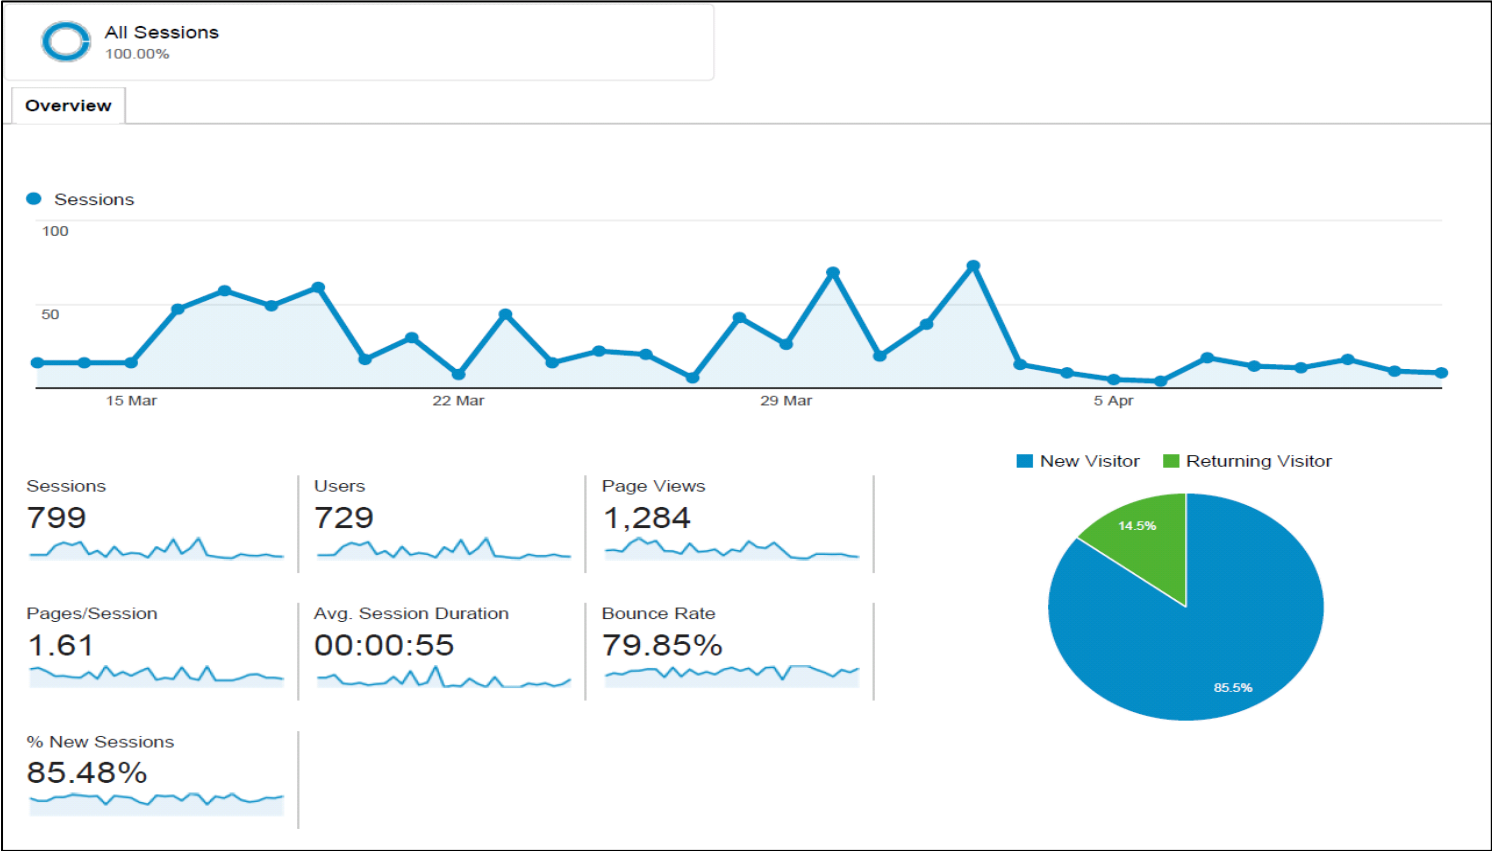 All Sessions
100.00%
Overview
Sessions
100
50
15 Mar 22 Mar 29 Mar 5 Apr
New Visitor Returning Visitor
Sessions Users Page Views
799 729 1,284
14.5%
Pages/Session Avg. Session Duration Bounce Rate
1.61 00:00:55 79.85%
85.5%
% New Sessions
85.48%